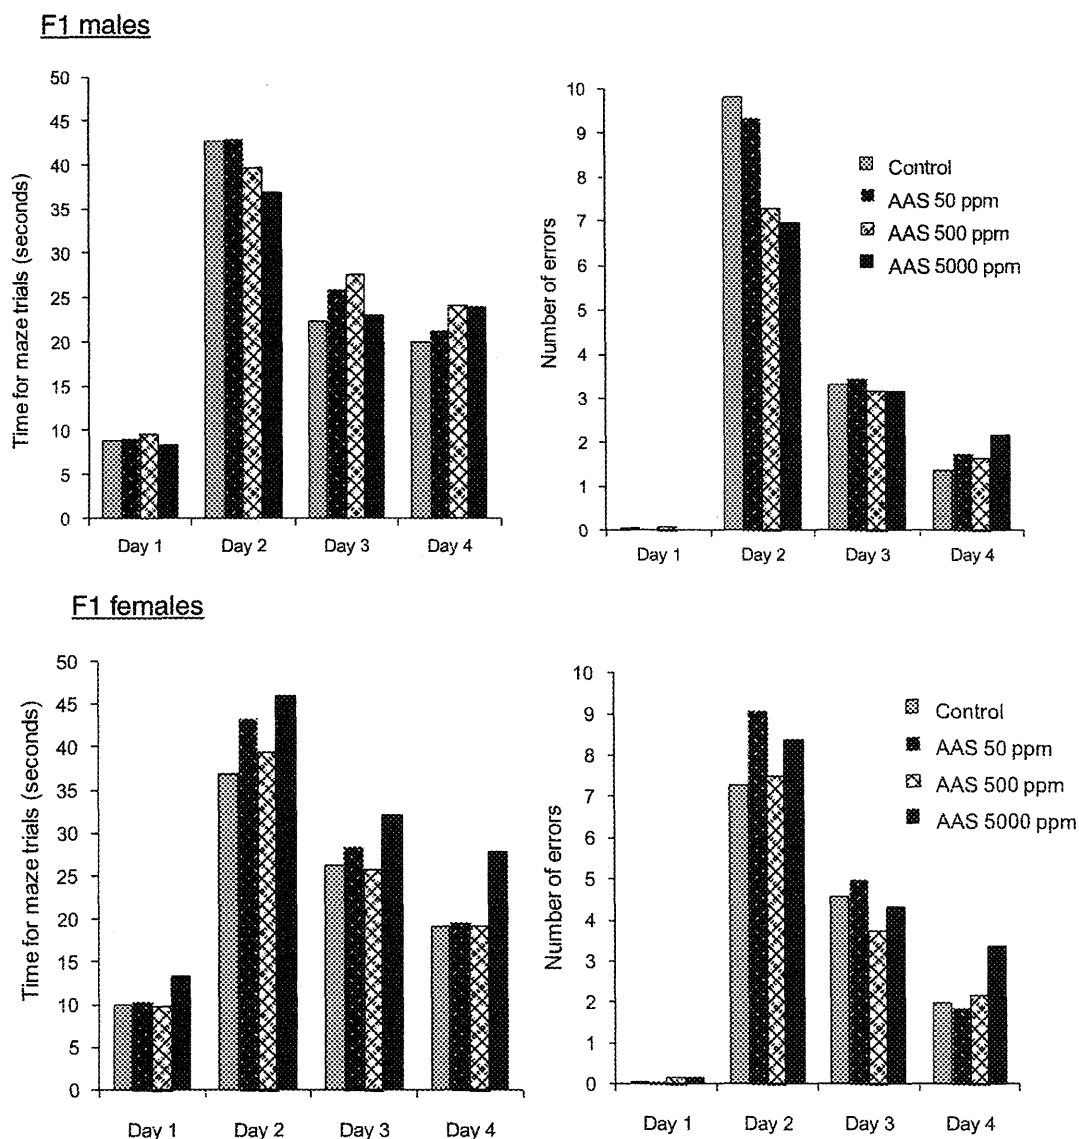 F1 males
Time for maze trials (seconds)
50
45
40
35
30
25
20
15
10
5
0
Day 1 Day 2 Day 3 Day 4
Number of errors
10
9
8
7
6
5
4
3
2
1
0
Day 1 Day 2 Day 3 Day 4
Control
AAS 50 ppm
AAS 500 ppm
AAS 5000 ppm
F1 females
Time for maze trials (seconds)
50
45
40
35
30
25
20
15
10
5
0
Day 1 Day 2 Day 3 Day 4
Number of errors
10
9
8
7
6
5
4
3
2
1
0
Day 1 Day 2 Day 3 Day 4
Control
AAS 50 ppm
AAS 500 ppm
AAS 5000 ppm